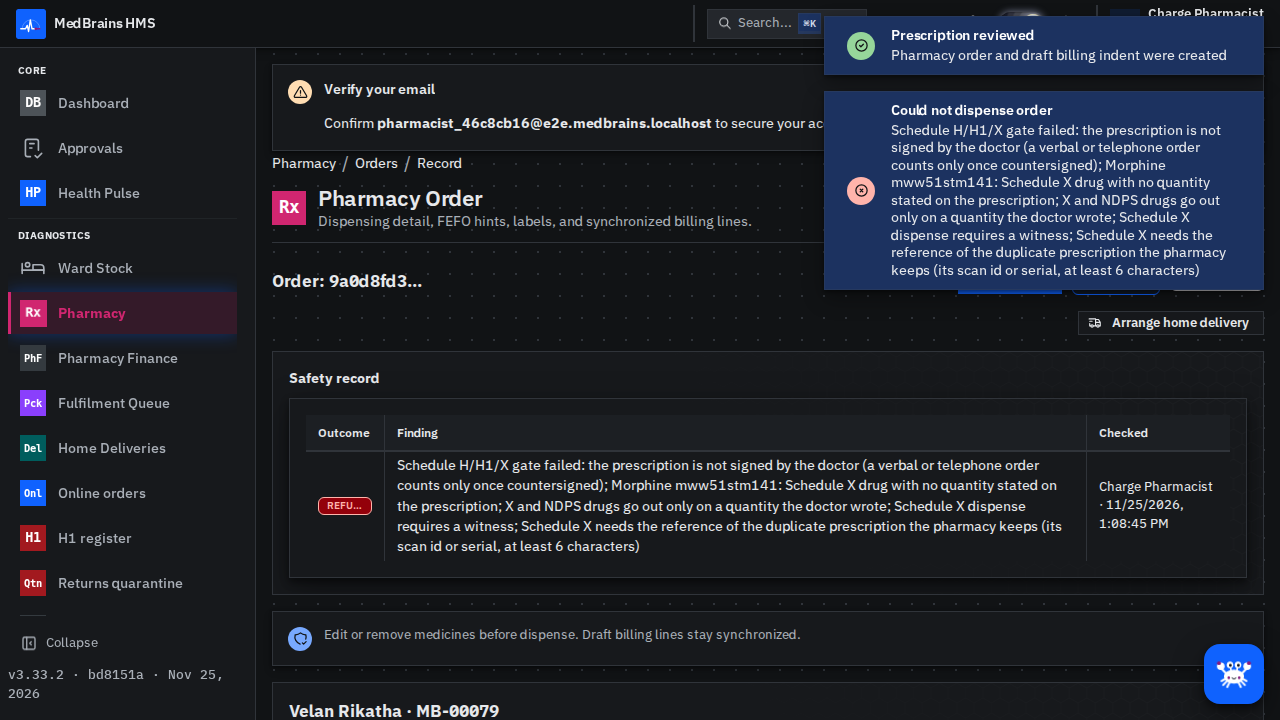 MedBrains HMS
Search...
⌘K
Charge Pharmacist
CORE
DB Dashboard
Approvals
HP Health Pulse
DIAGNOSTICS
Ward Stock
Rx Pharmacy
PhF Pharmacy Finance
Pck Fulfilment Queue
Del Home Deliveries
Onl Online orders
H1 H1 register
Qtn Returns quarantine
Collapse
v3.33.2 · bd8151a · Nov 25,
2026
Verify your email
Confirm pharmacist_46c8cb16@e2e.medbrains.localhost to secure your
Pharmacy / Orders / Record
Rx
Pharmacy Order
Dispensing detail, FEFO hints, labels, and synchronized billing lines.
Order: 9a0d8fd3...
Prescription reviewed
Pharmacy order and draft billing indent were created
Could not dispense order
Schedule H/H1/X gate failed: the prescription is not
signed by the doctor (a verbal or telephone order
counts only once countersigned); Morphine
mww51stm141: Schedule X drug with no quantity
stated on the prescription; X and NDPS drugs go out
only on a quantity the doctor wrote; Schedule X
dispense requires a witness; Schedule X needs the
reference of the duplicate prescription the pharmacy
keeps (its scan id or serial, at least 6 characters)
Arrange home delivery
Safety record
Outcome Finding Checked
REFU...
Schedule H/H1/X gate failed: the prescription is not signed by the doctor (a verbal or telephone order
counts only once countersigned); Morphine mww51stm141: Schedule X drug with no quantity stated on
the prescription; X and NDPS drugs go out only on a quantity the doctor wrote; Schedule X dispense
requires a witness; Schedule X needs the reference of the duplicate prescription the pharmacy keeps (its
scan id or serial, at least 6 characters)
Charge Pharmacist
· 11/25/2026,
1:08:45 PM
Edit or remove medicines before dispense. Draft billing lines stay synchronized.
Velan Rikatha · MB-00079